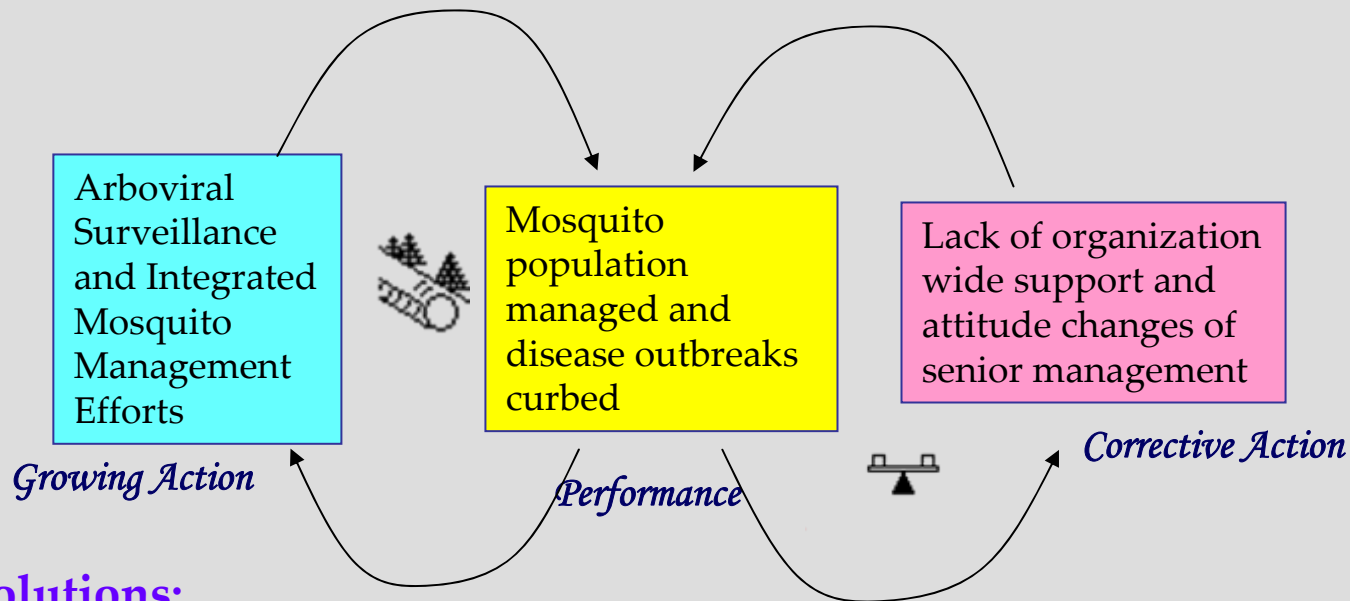 Arboviral
Surveillance
and Integrated
Mosquito
Management
Efforts
Growing Action
Mosquito
population
managed and
disease outbreaks
curbed
Performance
Lack of organization
wide support and
attitude changes of
senior management
Corrective Action
olutions: